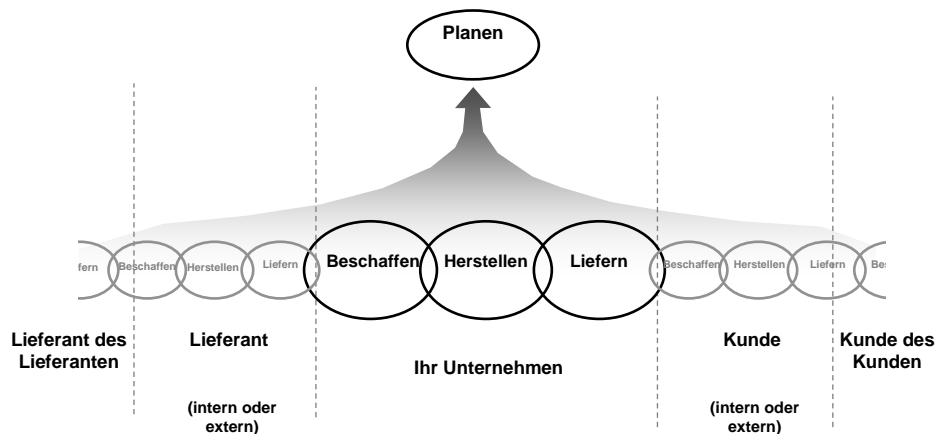 Planen
fern
Beschaffen
Herstellen
Liefern
Beschaffen
Herstellen
Liefern
Beschaffen
Herstellen
Liefern
Bes
Lieferant des
Lieferanten
Lieferant
Ihr Unternehmen
Kunde
Kunde des
Kunden
(intern oder
extern)
(intern oder
extern)